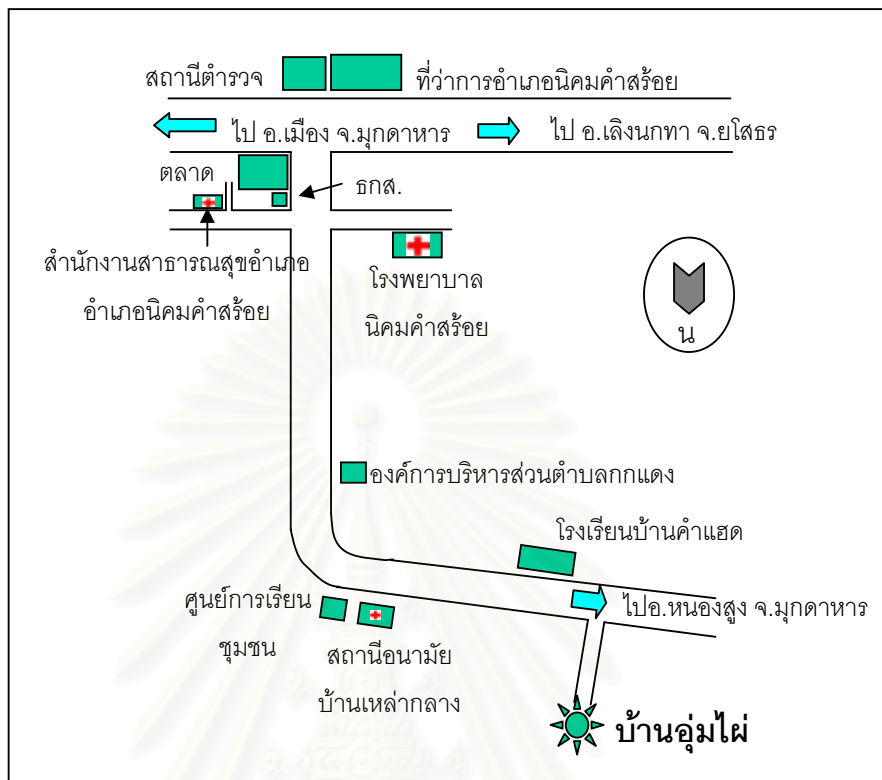 สถานีตำรวจ
ที่ว่าการอำเภอนิคมคำสร้อย
ไป อ.เมือง จ.มุกดาหาร
ไป อ.เลิงนกทา จ.ยโสธร
ตลาด
ธกส.
สำนักงานสาธารณสุขอำเภอ
อำเภอนิคมคำสร้อย
โรงพยาบาล
นิคมคำสร้อย
น
องค์การบริหารส่วนตำบลกกแดง
โรงเรียนบ้านคำแฮด
ศูนย์การเรียน
ชุมชน
ไปอ.หนองสูง จ.มุกดาหาร
สถานีอนามัย
บ้านเหล่ากลาง
บ้านอุ่มไผ่